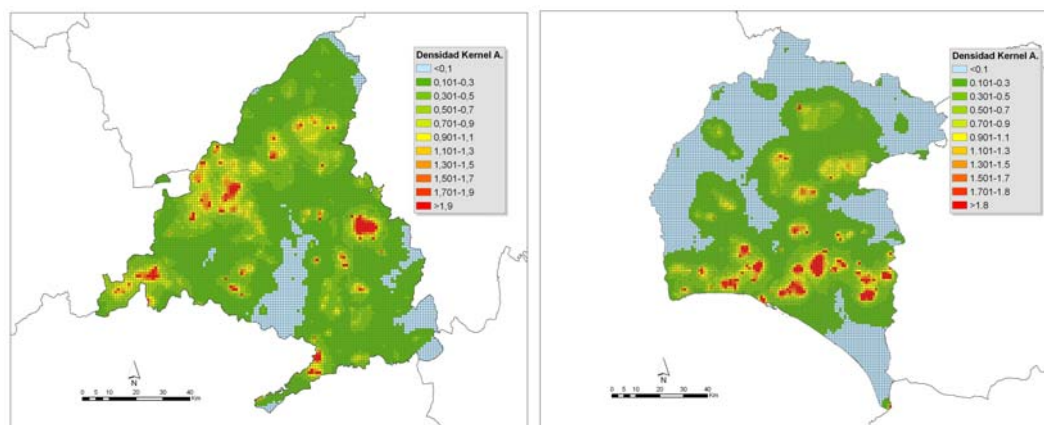 Densidad Kernel A.
<0,1
0,101-0.3
0,301-0.5
0,501-0.7
0,701-0.9
0,901-1,1
1,101-1.3
1,301-1.5
1,501-1,7
1,701-1,9
>1,9
N
0 5 10 20 30 40
Km
Densidad Kernel A.
<0.1
0.101-0.3
0.301-0.5
0.501-0.7
0.701-0.9
0.901-1.1
1.101-1.3
1.301-1.5
1.501-1.7
1.701-1.8
>1.8
N
0 5 10 20 30 40
Km